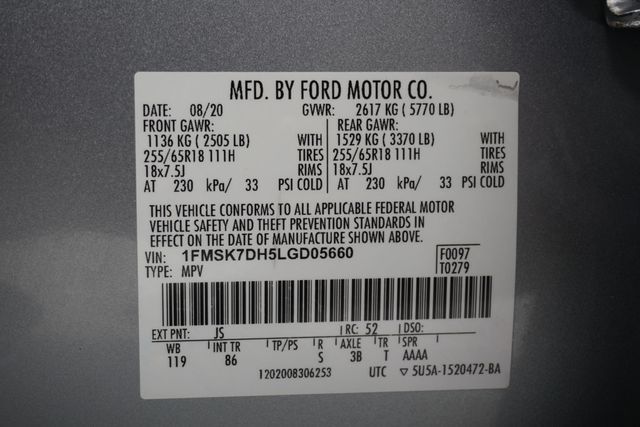 MFD. BY FORD MOTOR CO.
DATE: 08/20 GVWR: 2617 KG ( 5770 LB)
FRONT GAWR: REAR GAWR:
1136 KG ( 2505 LB) WITH 1529 KG ( 3370 LB) WITH
255/65R18 111H TIRES 255/65R18 111H TIRES
18x7.5J RIMS 18x7.5J RIMS
AT 230 kPa/ 33 PSI COLD AT 230 kPa/ 33 PSI COLD
THIS VEHICLE CONFORMS TO ALL APPLICABLE FEDERAL MOTOR
VEHICLE SAFETY AND THEFT PREVENTION STANDARDS IN
EFFECT ON THE DATE OF MANUFACTURE SHOWN ABOVE.
VIN: 1FMSK7DH5LGD05660 F0097
TYPE: MPV T0279
EXT PNT: JS RC: 52 DSO:
WB INT TR TP/PS R AXLE TR SPR
119 86 S 3B T AAAA
1202008306253 UTC ▽ 5U5A-1520472-BA